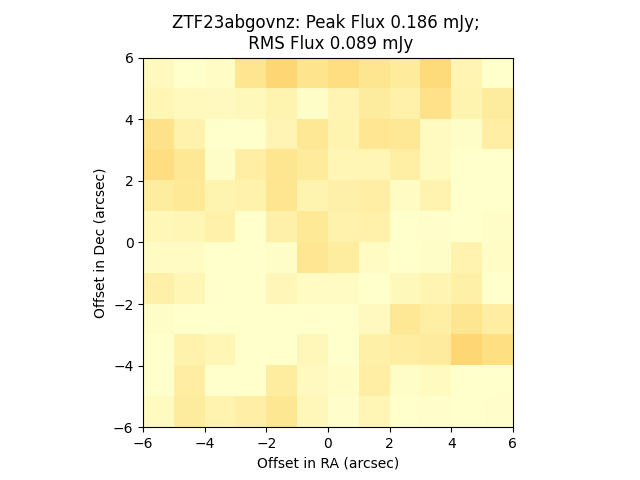 ZTF23abgovnz: Peak Flux 0.186 mJy;
RMS Flux 0.089 mJy
6
4
2
0
−2
−4
−6
Offset in Dec (arcsec)
−6 −4 −2 0 2 4 6
Offset in RA (arcsec)